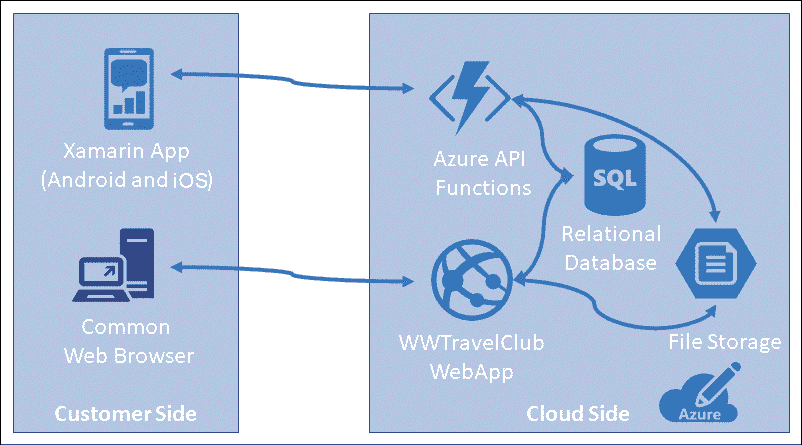 Xamarin App
(Android and iOS)
Common
Web Browser
Customer Side
Azure API
Functions
SQL
Relational
Database
WWTravelClub
WebApp
File Storage
Cloud Side
Azure